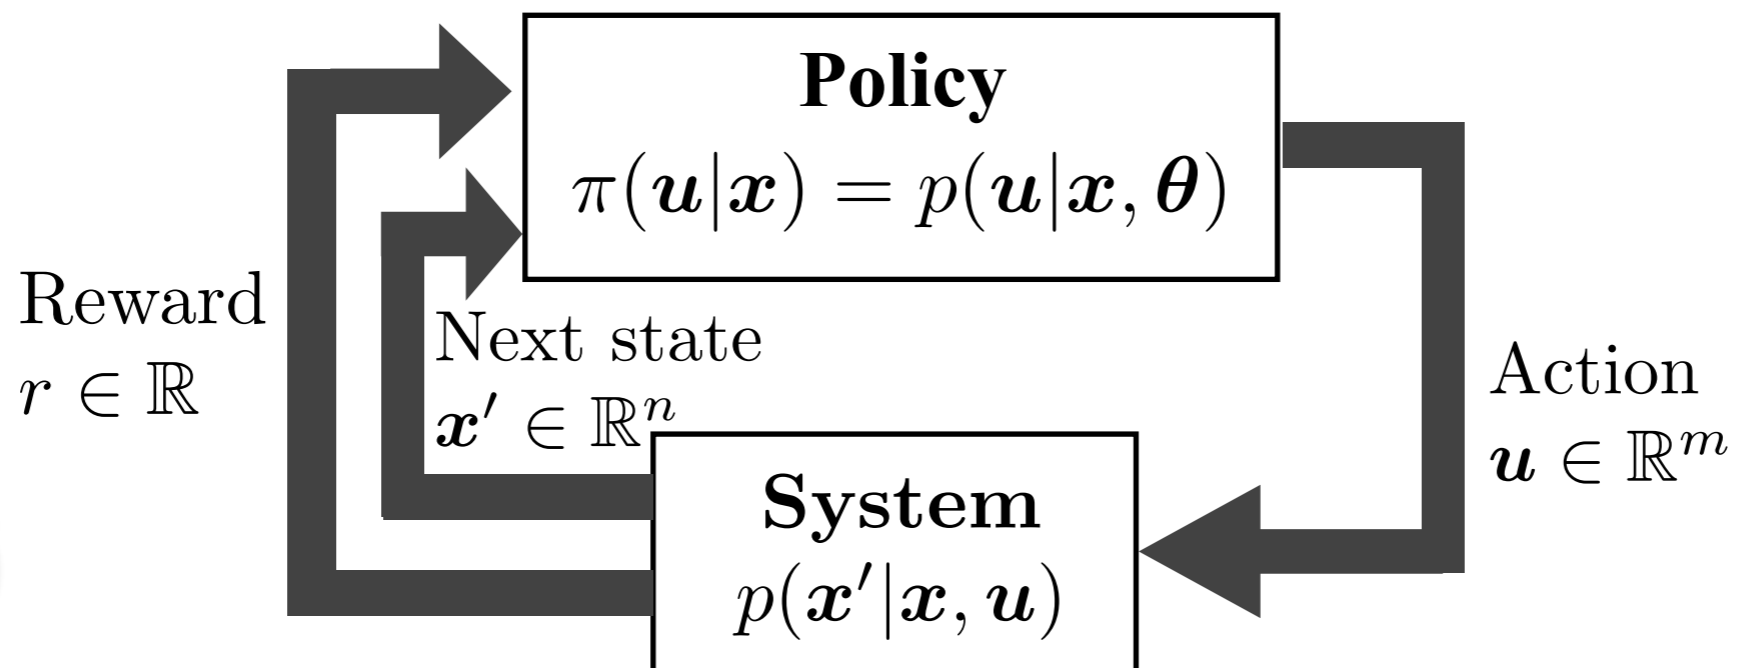 Policy
π(u|x) = p(u|x, θ)
Reward
r ∈ ℝ
Next state
x′ ∈ ℝⁿ
Action
u ∈ ℝᵐ
System
p(x′|x, u)